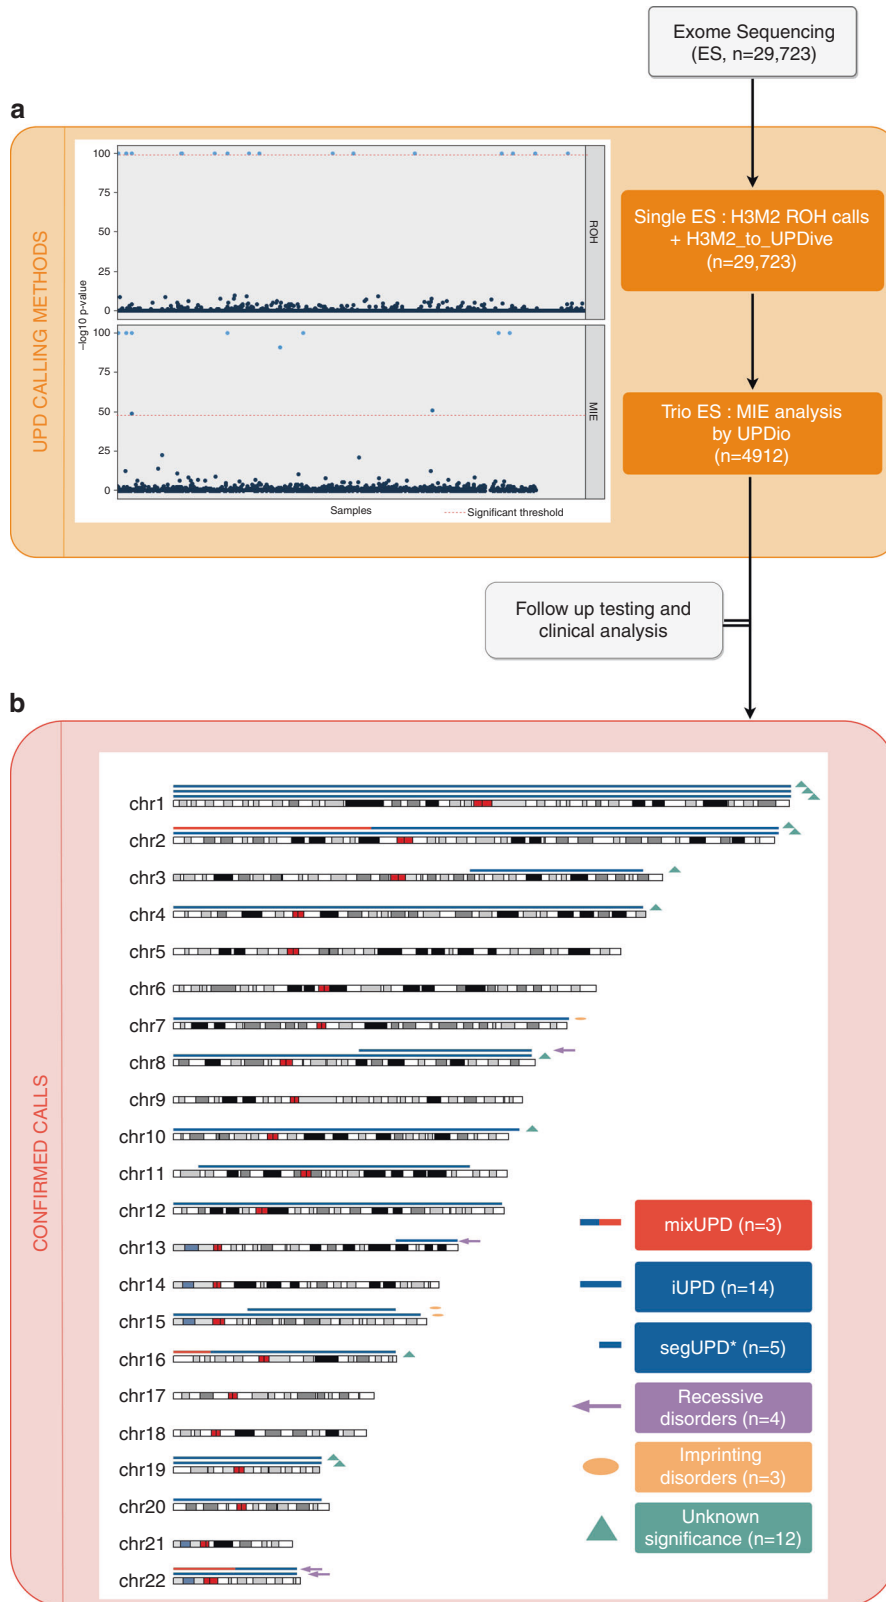 Exome Sequencing
(ES, n=29,723)
a
UPD CALLING METHODS
−log10 p-value
100
75
50
25
0
ROH
100
75
50
25
0
MIE
Samples
Significant threshold
Single ES : H3M2 ROH calls
+ H3M2_to_UPDive
(n=29,723)
Trio ES : MIE analysis
by UPDio
(n=4912)
Follow up testing and
clinical analysis
b
CONFIRMED CALLS
chr1
chr2
chr3
chr4
chr5
chr6
chr7
chr8
chr9
chr10
chr11
chr12
chr13
chr14
chr15
chr16
chr17
chr18
chr19
chr20
chr21
chr22
mixUPD (n=3)
iUPD (n=14)
segUPD* (n=5)
Recessive
disorders (n=4)
Imprinting
disorders (n=3)
Unknown
significance (n=12)